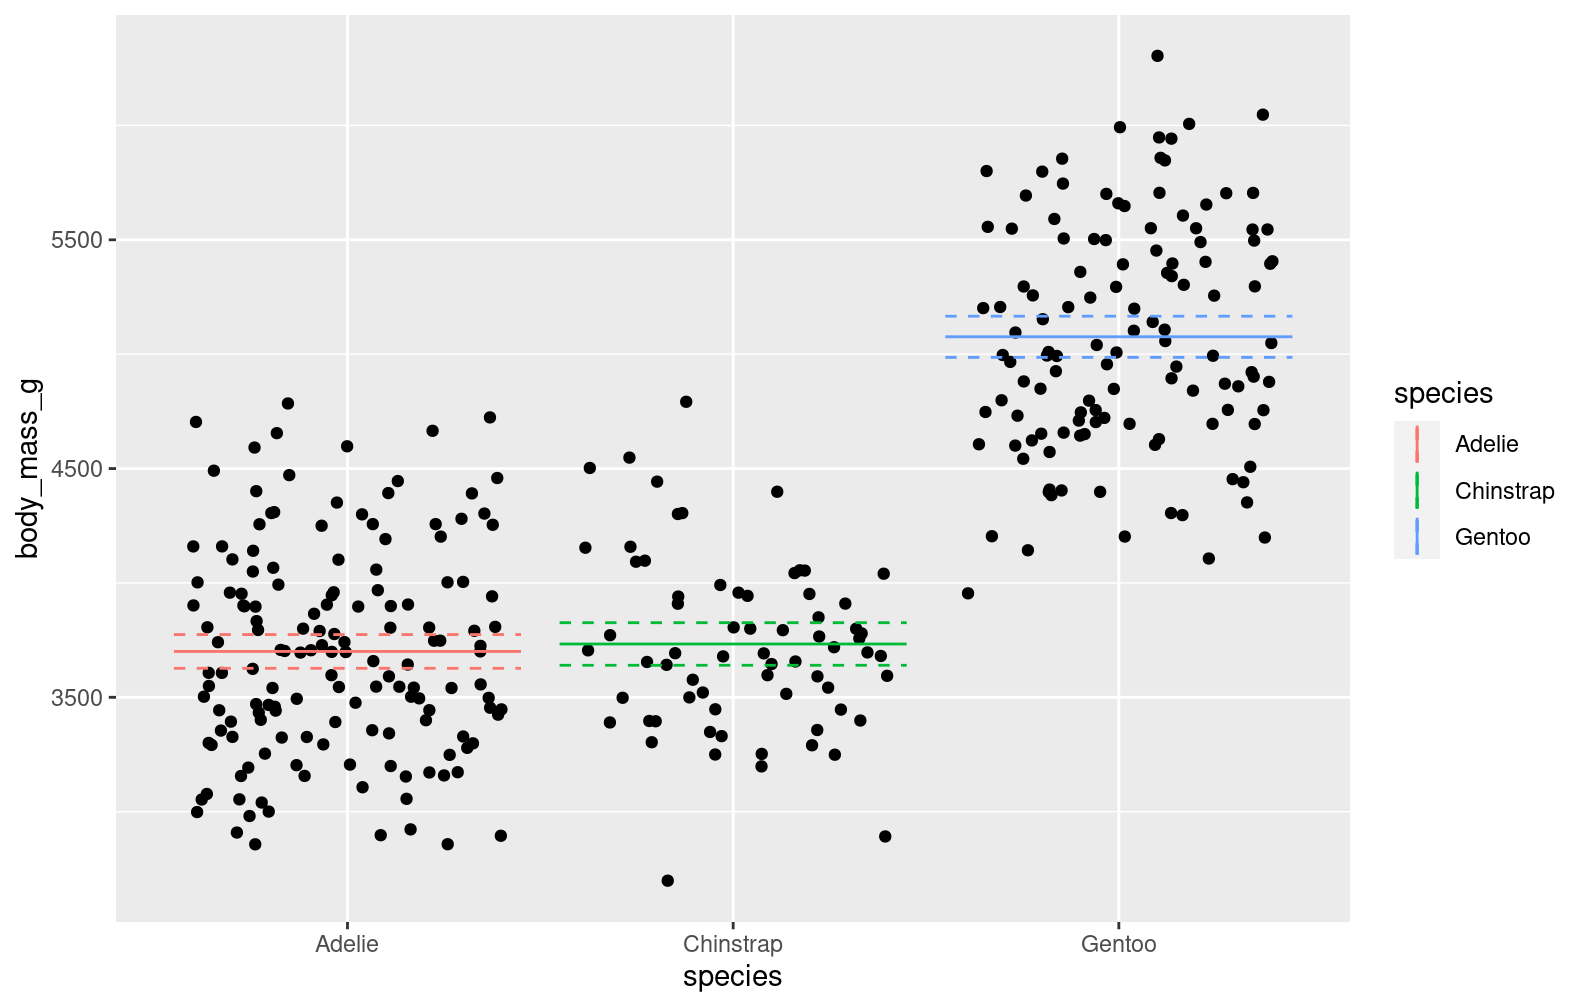 body_mass_g
5500
4500
3500
Adelie
Chinstrap
Gentoo
species
species
Adelie
Chinstrap
Gentoo